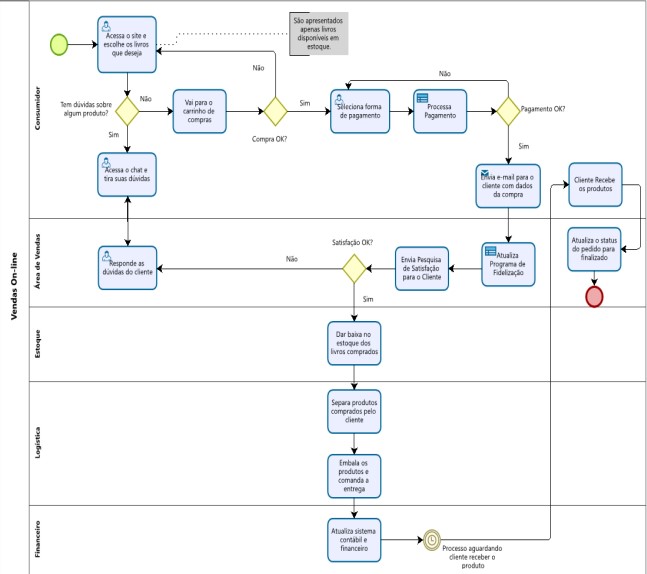 Vendas On-line
Consumidor
Acessa o site e
escolhe os livros
que deseja
São apresentados
apenas livros
disponíveis em
estoque.
Não
Tem dúvidas sobre
algum produto?
Não
Sim
Vai para o
carrinho de
compras
Compra OK?
Sim
Seleciona forma
de pagamento
Não
Processa
Pagamento
Pagamento OK?
Sim
Acessa o chat e
tira suas dúvidas
Envia e-mail para o
cliente com dados
da compra
Cliente Recebe
os produtos
Área de Vendas
Responde as
dúvidas do cliente
Não
Satisfação OK?
Sim
Envia Pesquisa
de Satisfação
para o Cliente
Atualiza
Programa de
Fidelização
Atualiza o status
do pedido para
finalizado
Estoque
Dar baixa no
estoque dos
livros comprados
Logística
Separa produtos
comprados pelo
cliente
Embala os
produtos e
comanda a
entrega
Financeiro
Atualiza sistema
contábil e
financeiro
Processo aguardando
cliente receber o
produto